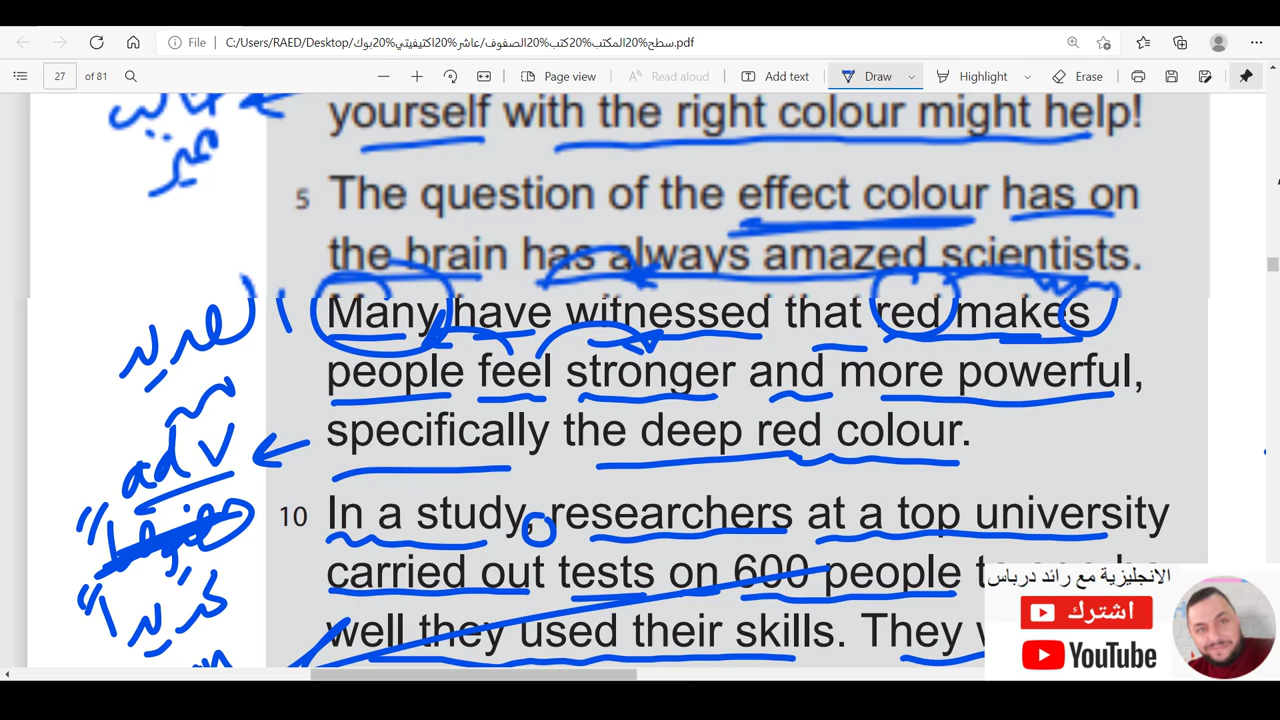 File C:/Users/RAED/Desktop/سطح%20المكتب%20كتب%20الصفوف/عاشر%20اكتيفيتي%20بوك.pdf
27 of 81 Page view Read aloud Add text Draw Highlight Erase
yourself with the right colour might help!
5 The question of the effect colour has on
the brain has always amazed scientists.
Many have witnessed that red makes
people feel stronger and more powerful,
specifically the deep red colour.
العديد
adv
10 In a study, researchers at a top university
carried out tests on 600 people t
well they used their skills. They w
الانجليزية مع رائد درباس
اشترك
YouTube